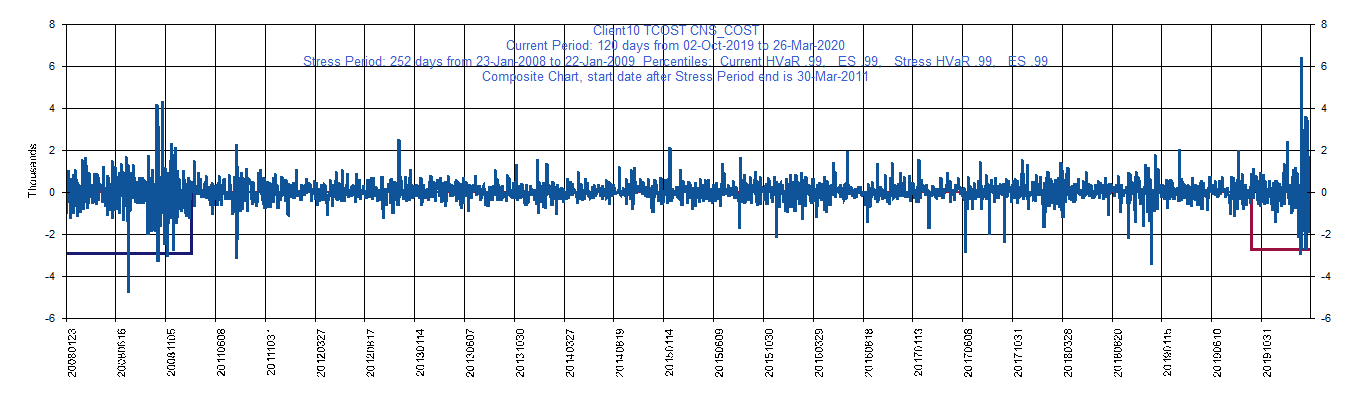 Client10 TCOST CNS_COST
Current Period: 120 days from 02-Oct-2019 to 26-Mar-2020
Stress Period: 252 days from 23-Jan-2008 to 22-Jan-2009 Percentiles: Current HVaR .99, ES .99, Stress HVaR .99, ES .99
Composite Chart, start date after Stress Period end is 30-Mar-2011
8 8
6 6
4 4
2 2
0 0
-2 -2
-4 -4
-6 -6
Thousands
20080123 20080616 20081105 20110608 20111031 20120327 20120817 20130114 20130607 20131030 20140327 20140819 20150114 20150609 20151030 20160329 20160818 20170113 20170608 20171031 20180328 20180820 20190115 20190610 20191031